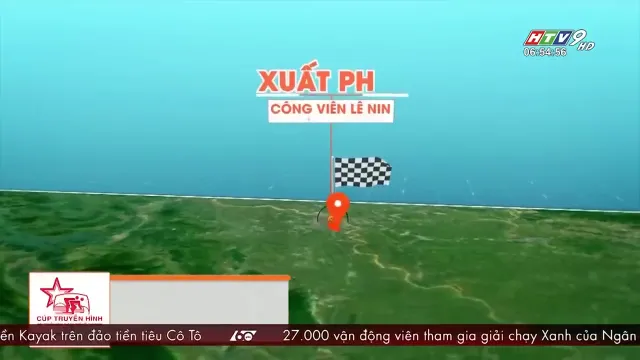 HTV9 HD
06:54:56
XUẤT PH
CÔNG VIÊN LÊ NIN
CÚP TRUYỀN HÌNH
ền Kayak trên đảo tiền tiêu Cô Tô 60 27.000 vận động viên tham gia giải chạy Xanh của Ngân